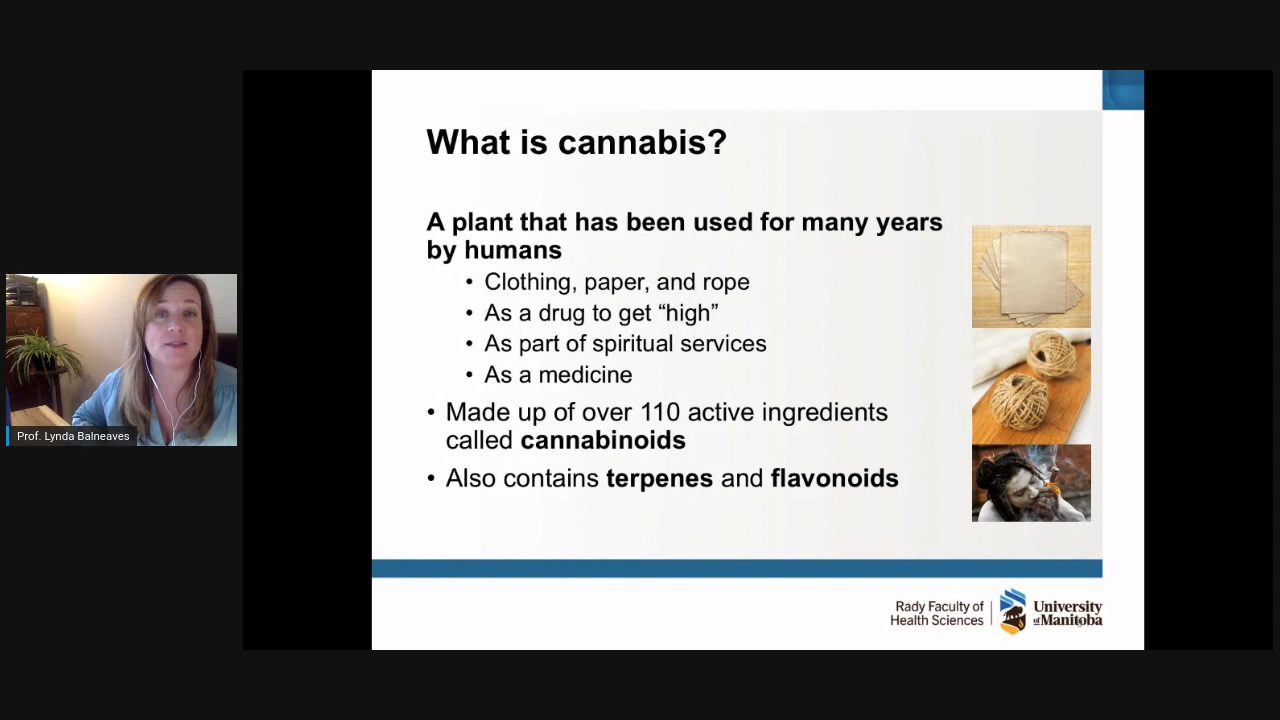 What is cannabis?
A plant that has been used for many years
by humans
• Clothing, paper, and rope
• As a drug to get “high”
• As part of spiritual services
• As a medicine
• Made up of over 110 active ingredients
called cannabinoids
• Also contains terpenes and flavonoids
Prof. Lynda Balneaves
Rady Faculty of
Health Sciences
University
of Manitoba